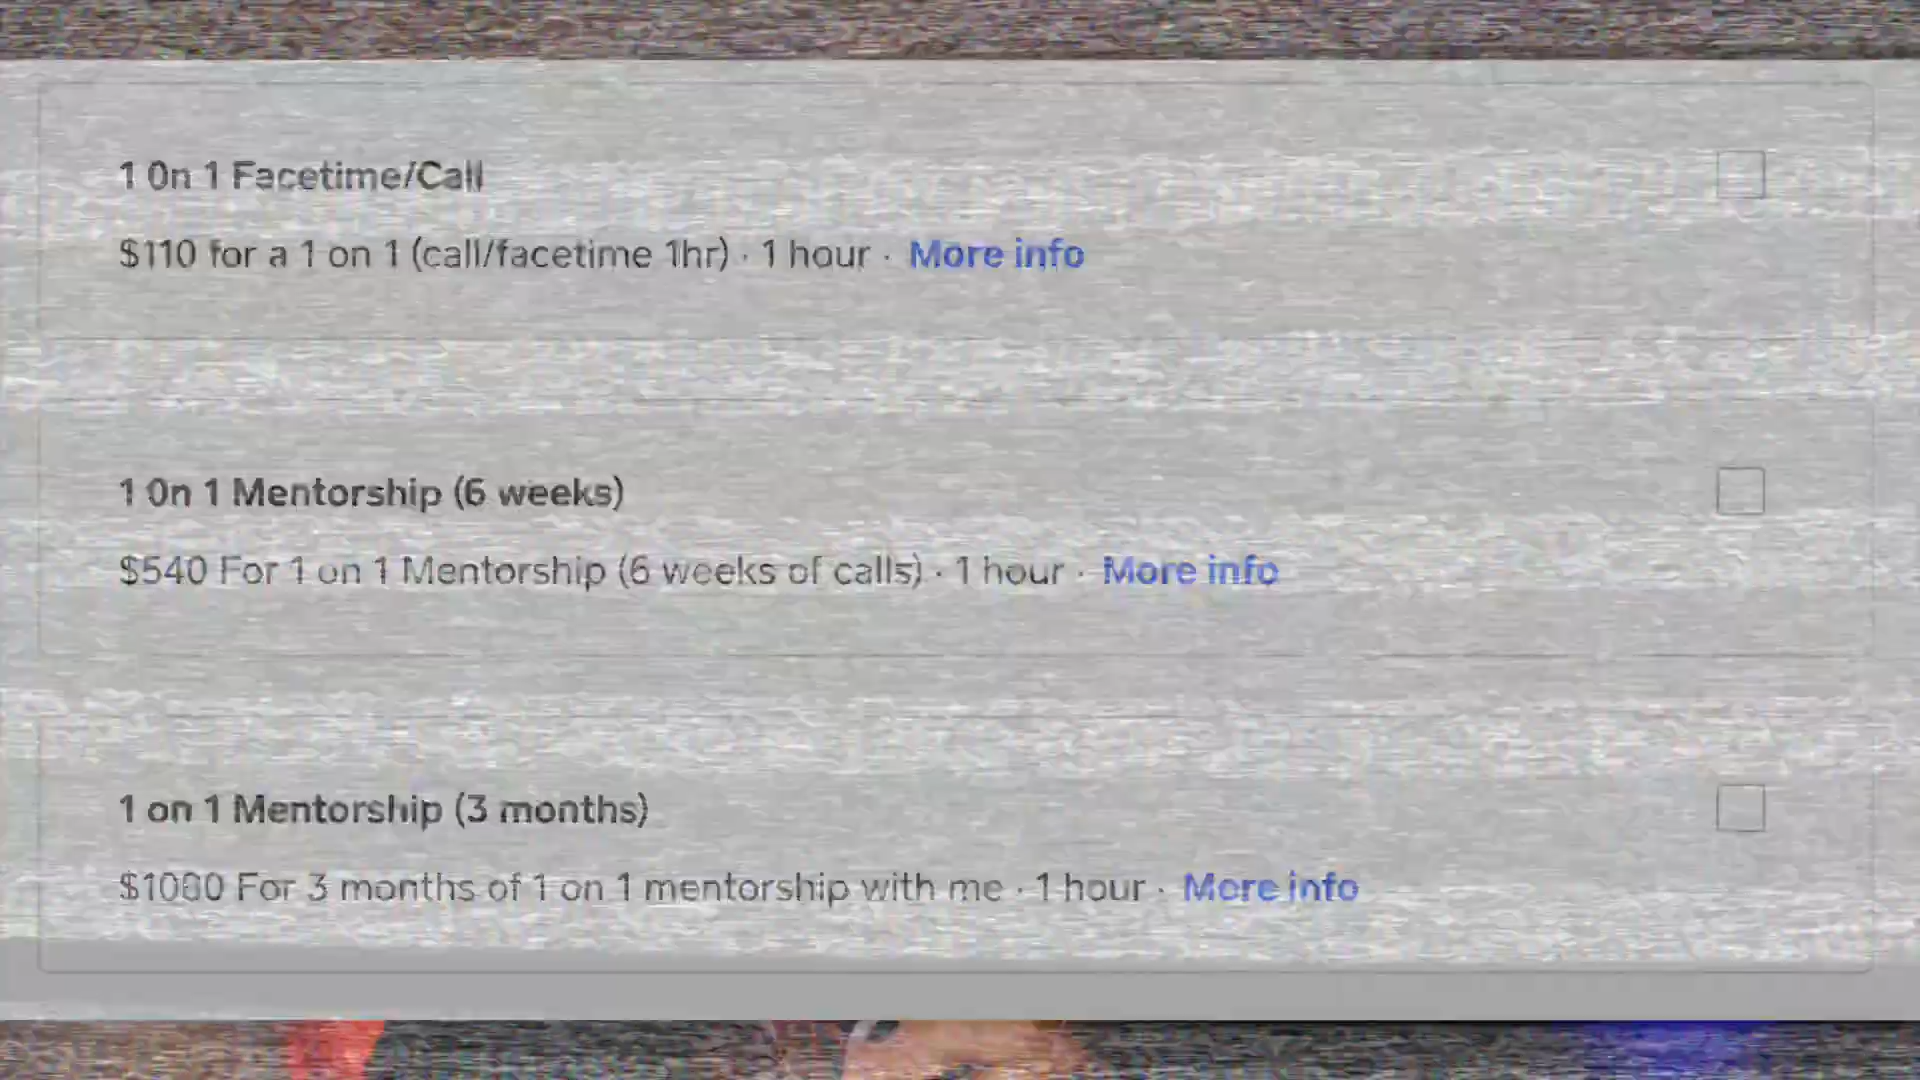 1 On 1 Facetime/Call
$110 for a 1 on 1 (call/facetime 1hr) · 1 hour · More info
1 On 1 Mentorship (6 weeks)
$540 For 1 on 1 Mentorship (6 weeks of calls) · 1 hour · More info
1 on 1 Mentorship (3 months)
For 3 months of 1 on 1 mentorship with me · 1 hour · More info